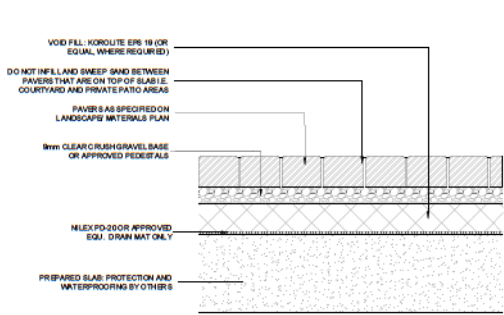 VOID FILL: KOROLITE EPS 19 (OR
EQUAL, WHERE REQUIRED)
DO NOT INFILL AND SWEEP SAND BETWEEN
PAVERS THAT ARE ON TOP OF SLAB I.E.
COURTYARD AND PRIVATE PATIO AREAS
PAVERS AS SPECIFIED ON
LANDSCAPE/ MATERIALS PLAN
9mm CLEAR CRUSH GRAVEL BASE
OR APPROVED PEDESTALS
NILEX PD-20 OR APPROVED
EQU. DRAIN MAT ONLY
PREPARED SLAB: PROTECTION AND
WATERPROOFING BY OTHERS